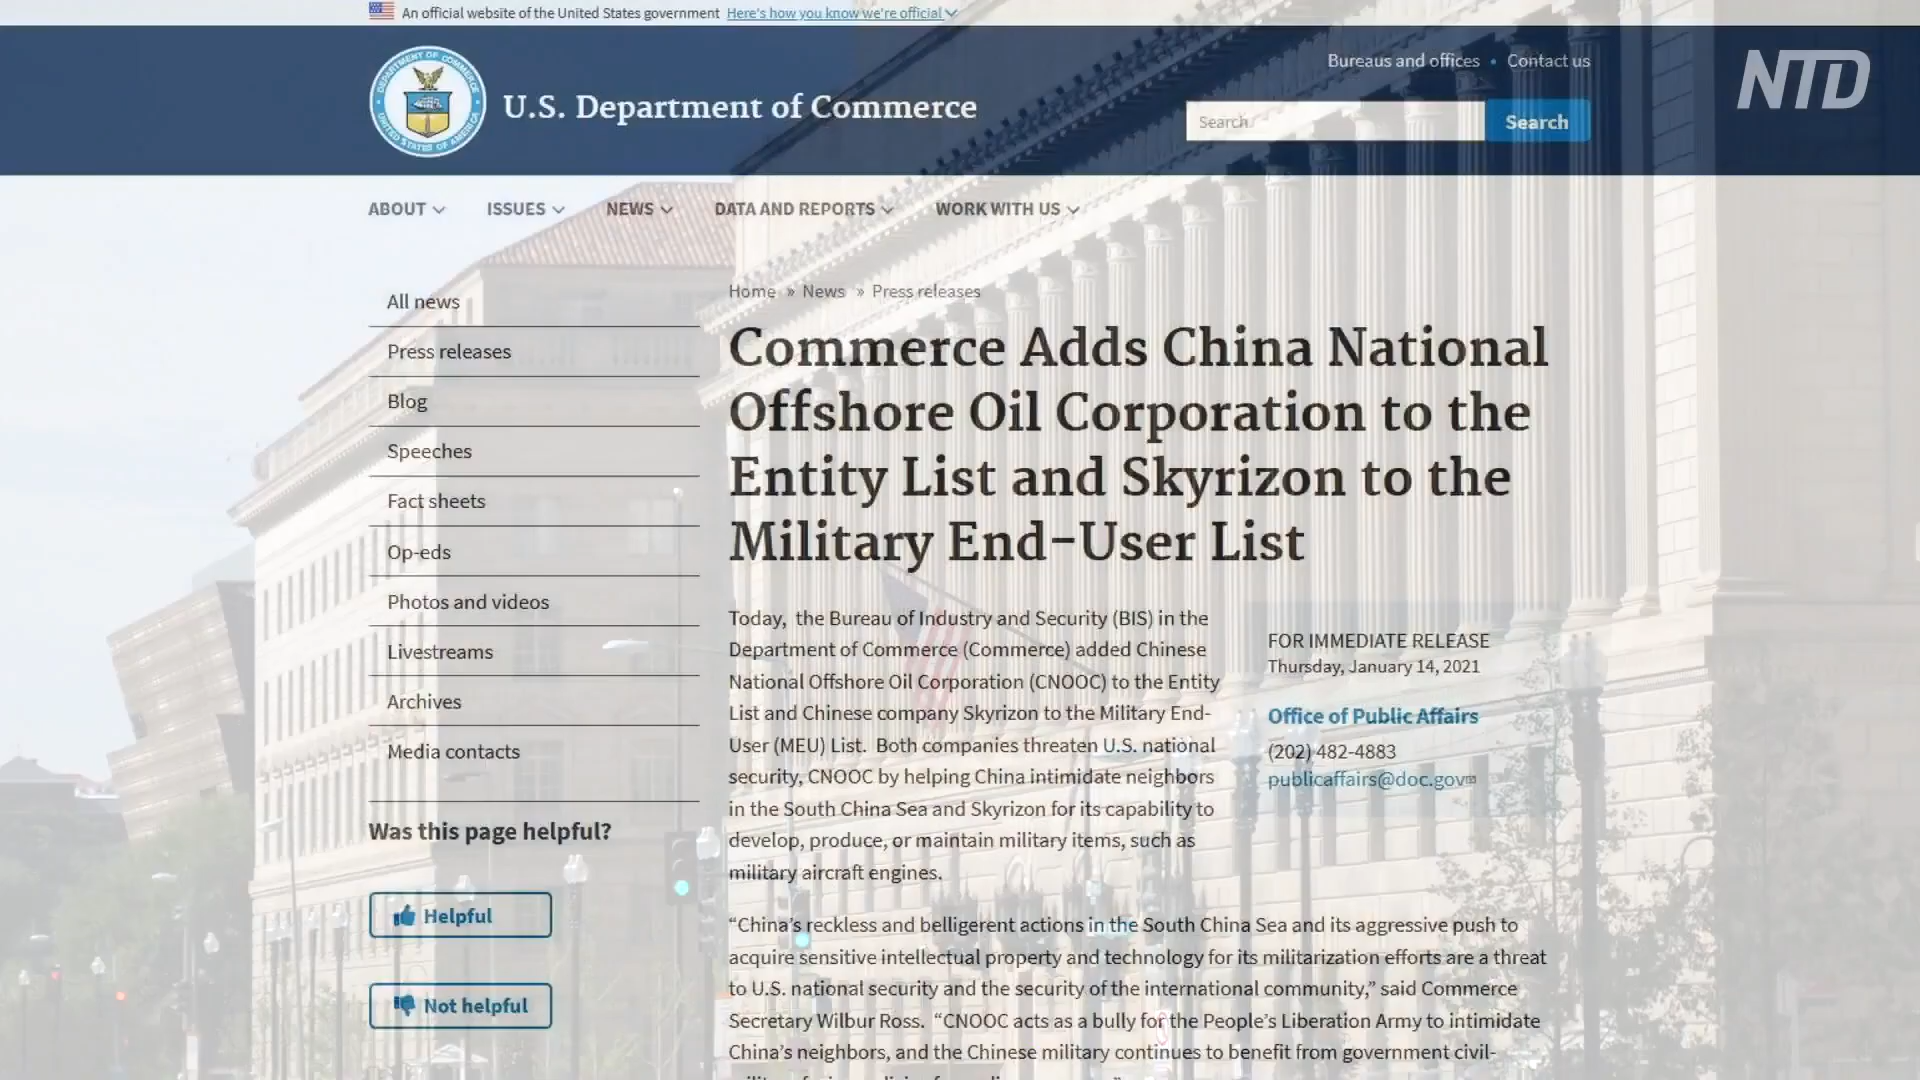 An official website of the United States government Here's how you know we're official
NTD
Bureaus and offices • Contact us
DEPARTMENT OF COMMERCE
UNITED STATES OF AMERICA
U.S. Department of Commerce
Search
Search
ABOUT
ISSUES
NEWS
DATA AND REPORTS
WORK WITH US
All news
Press releases
Blog
Speeches
Fact sheets
Op-eds
Photos and videos
Livestreams
Archives
Media contacts
Was this page helpful?
Helpful
Not helpful
Home » News » Press releases
Commerce Adds China National
Offshore Oil Corporation to the
Entity List and Skyrizon to the
Military End-User List
Today, the Bureau of Industry and Security (BIS) in the
Department of Commerce (Commerce) added Chinese
National Offshore Oil Corporation (CNOOC) to the Entity
List and Chinese company Skyrizon to the Military End-
User (MEU) List. Both companies threaten U.S. national
security, CNOOC by helping China intimidate neighbors
in the South China Sea and Skyrizon for its capability to
develop, produce, or maintain military items, such as
military aircraft engines.
FOR IMMEDIATE RELEASE
Thursday, January 14, 2021
Office of Public Affairs
(202) 482-4883
publicaffairs@doc.gov
“China’s reckless and belligerent actions in the South China Sea and its aggressive push to
acquire sensitive intellectual property and technology for its militarization efforts are a threat
to U.S. national security and the security of the international community,” said Commerce
Secretary Wilbur Ross. “CNOOC acts as a bully for the People’s Liberation Army to intimidate
China’s neighbors, and the Chinese military continues to benefit from government civil-